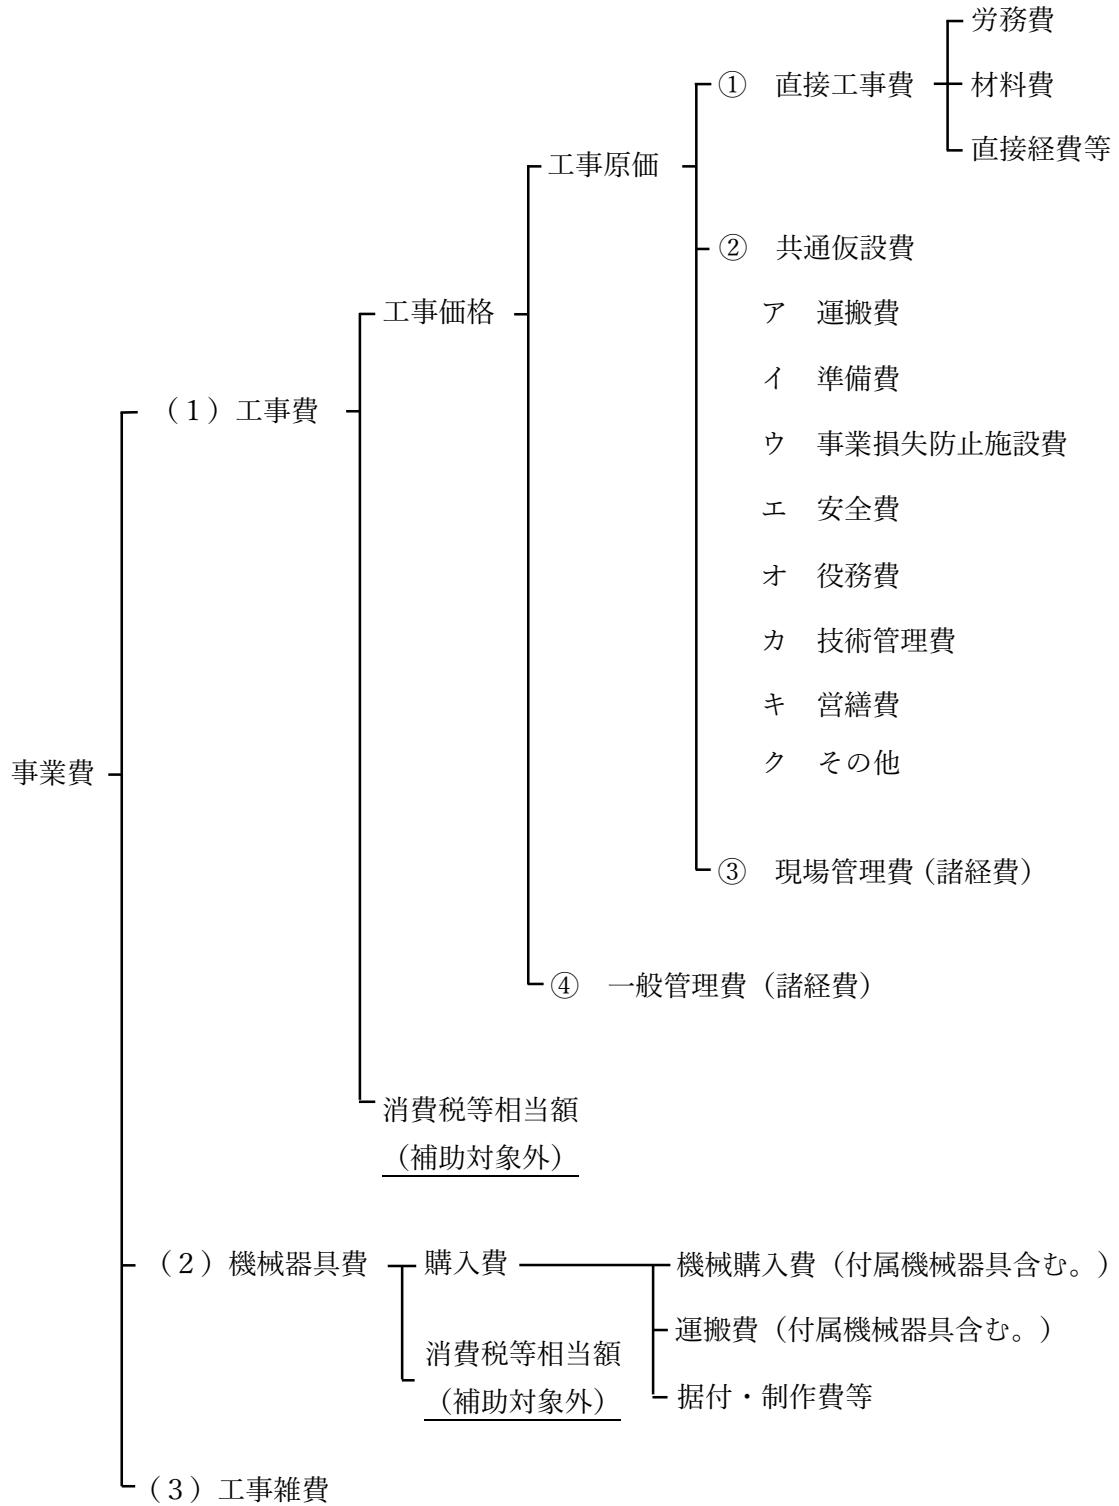 労務費
① 直接工事費
材料費
直接経費等
工事原価
② 共通仮設費
工事価格
ア 運搬費
イ 準備費
（１）工事費
ウ 事業損失防止施設費
エ 安全費
オ 役務費
カ 技術管理費
キ 営繕費
事業費
ク その他
③ 現場管理費（諸経費）
④ 一般管理費（諸経費）
消費税等相当額
（補助対象外）
（２）機械器具費
購入費
機械購入費（付属機械器具含む。）
運搬費（付属機械器具含む。）
消費税等相当額
（補助対象外）
据付・制作費等
（３）工事雑費